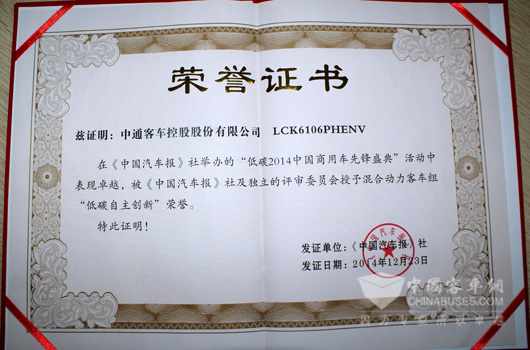 荣誉证书
兹证明：中通客车控股股份有限公司 LCK6106PHENV
在《中国汽车报》社举办的“低碳2014中国商用车先锋盛典”活动中
表现卓越，被《中国汽车报》社及独立的评审委员会授予混合动力客车组
“低碳自主创新”荣誉。
特此证明！
发证单位：《中国汽车报》社
发证日期：2014年12月23日
中国客车网
CHINABUSES.COM